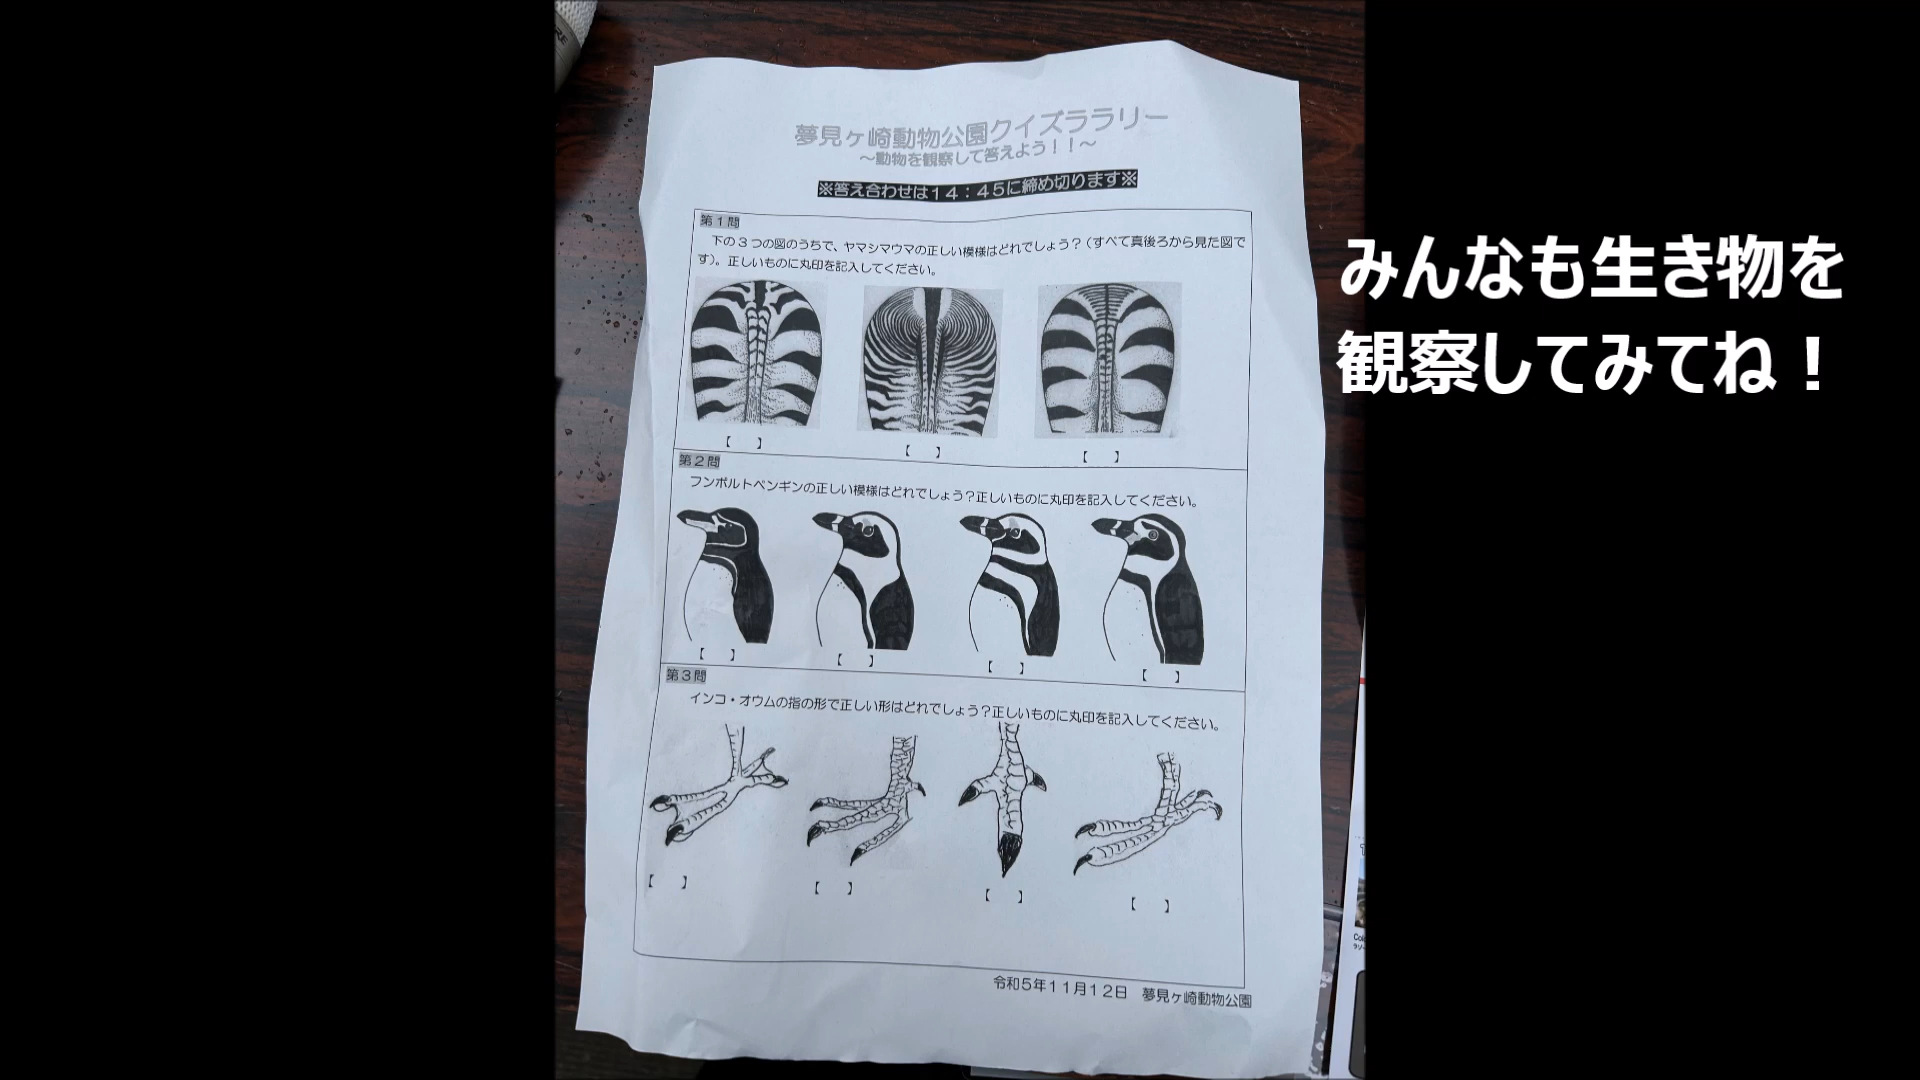 夢見ヶ崎動物公園クイズララリー
～動物を観察して答えよう！！～
※答え合わせは１４：４５に締め切ります※
第１問
下の３つの図のうちで、ヤマシマウマの正しい模様はどれでしょう？（すべて真後ろから見た図で
す）。正しいものに丸印を記入してください。
【　】
【　】
【　】
第２問
フンボルトペンギンの正しい模様はどれでしょう？正しいものに丸印を記入してください。
【　】
【　】
【　】
【　】
第３問
インコ・オウムの指の形で正しい形はどれでしょう？正しいものに丸印を記入してください。
【　】
【　】
【　】
【　】
令和５年１１月１２日　夢見ヶ崎動物公園
みんなも生き物を
観察してみてね！